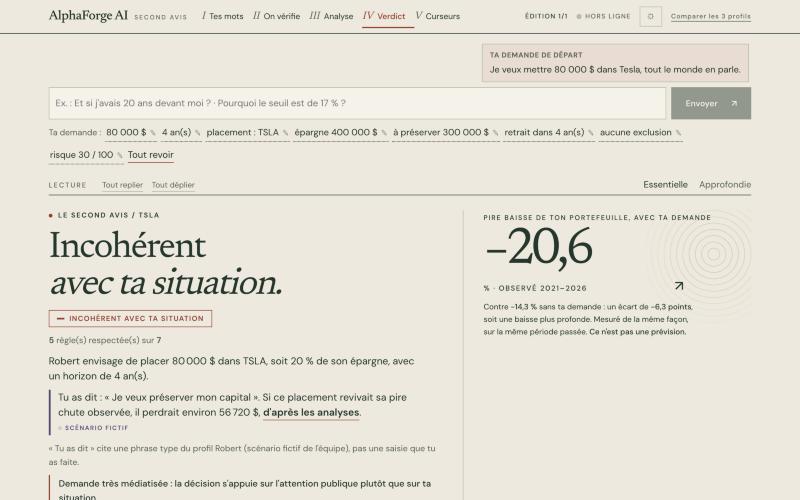 AlphaForge AI SECOND AVIS I Tes mots II On vérifie III Analyse IV Verdict V Curseurs ÉDITION 1/1 HORS LIGNE Comparer les 3 profils
TA DEMANDE DE DÉPART
Je veux mettre 80 000 $ dans Tesla, tout le monde en parle.
Ex. : Et si j'avais 20 ans devant moi ? · Pourquoi le seuil est de 17 % ? Envoyer ↗
Ta demande : 80 000 $ ✎ 4 an(s) ✎ placement : TSLA ✎ épargne 400 000 $ ✎ à préserver 300 000 $ ✎ retrait dans 4 an(s) ✎ aucune exclusion ✎
risque 30 / 100 ✎ Tout revoir
LECTURE Tout replier Tout déplier Essentielle Approfondie
LE SECOND AVIS / TSLA
Incohérent
avec ta situation.
INCOHÉRENT AVEC TA SITUATION
5 règle(s) respectée(s) sur 7
Robert envisage de placer 80 000 $ dans TSLA, soit 20 % de son épargne, avec
un horizon de 4 an(s).
Tu as dit : « Je veux préserver mon capital ». Si ce placement revivait sa pire
chute observée, il perdrait environ 56 720 $, d'après les analyses.
SCÉNARIO FICTIF
« Tu as dit » cite une phrase type du profil Robert (scénario fictif de l'équipe), pas une saisie que tu
as faite.
Demande très médiatisée : la décision s'appuie sur l'attention publique plutôt que sur ta
situation.
PIRE BAISSE DE TON PORTEFEUILLE, AVEC TA DEMANDE
−20,6
% · OBSERVÉ 2021–2026 ↗
Contre −14,3 % sans ta demande : un écart de −6,3 points,
soit une baisse plus profonde. Mesuré de la même façon,
sur la même période passée. Ce n'est pas une prévision.